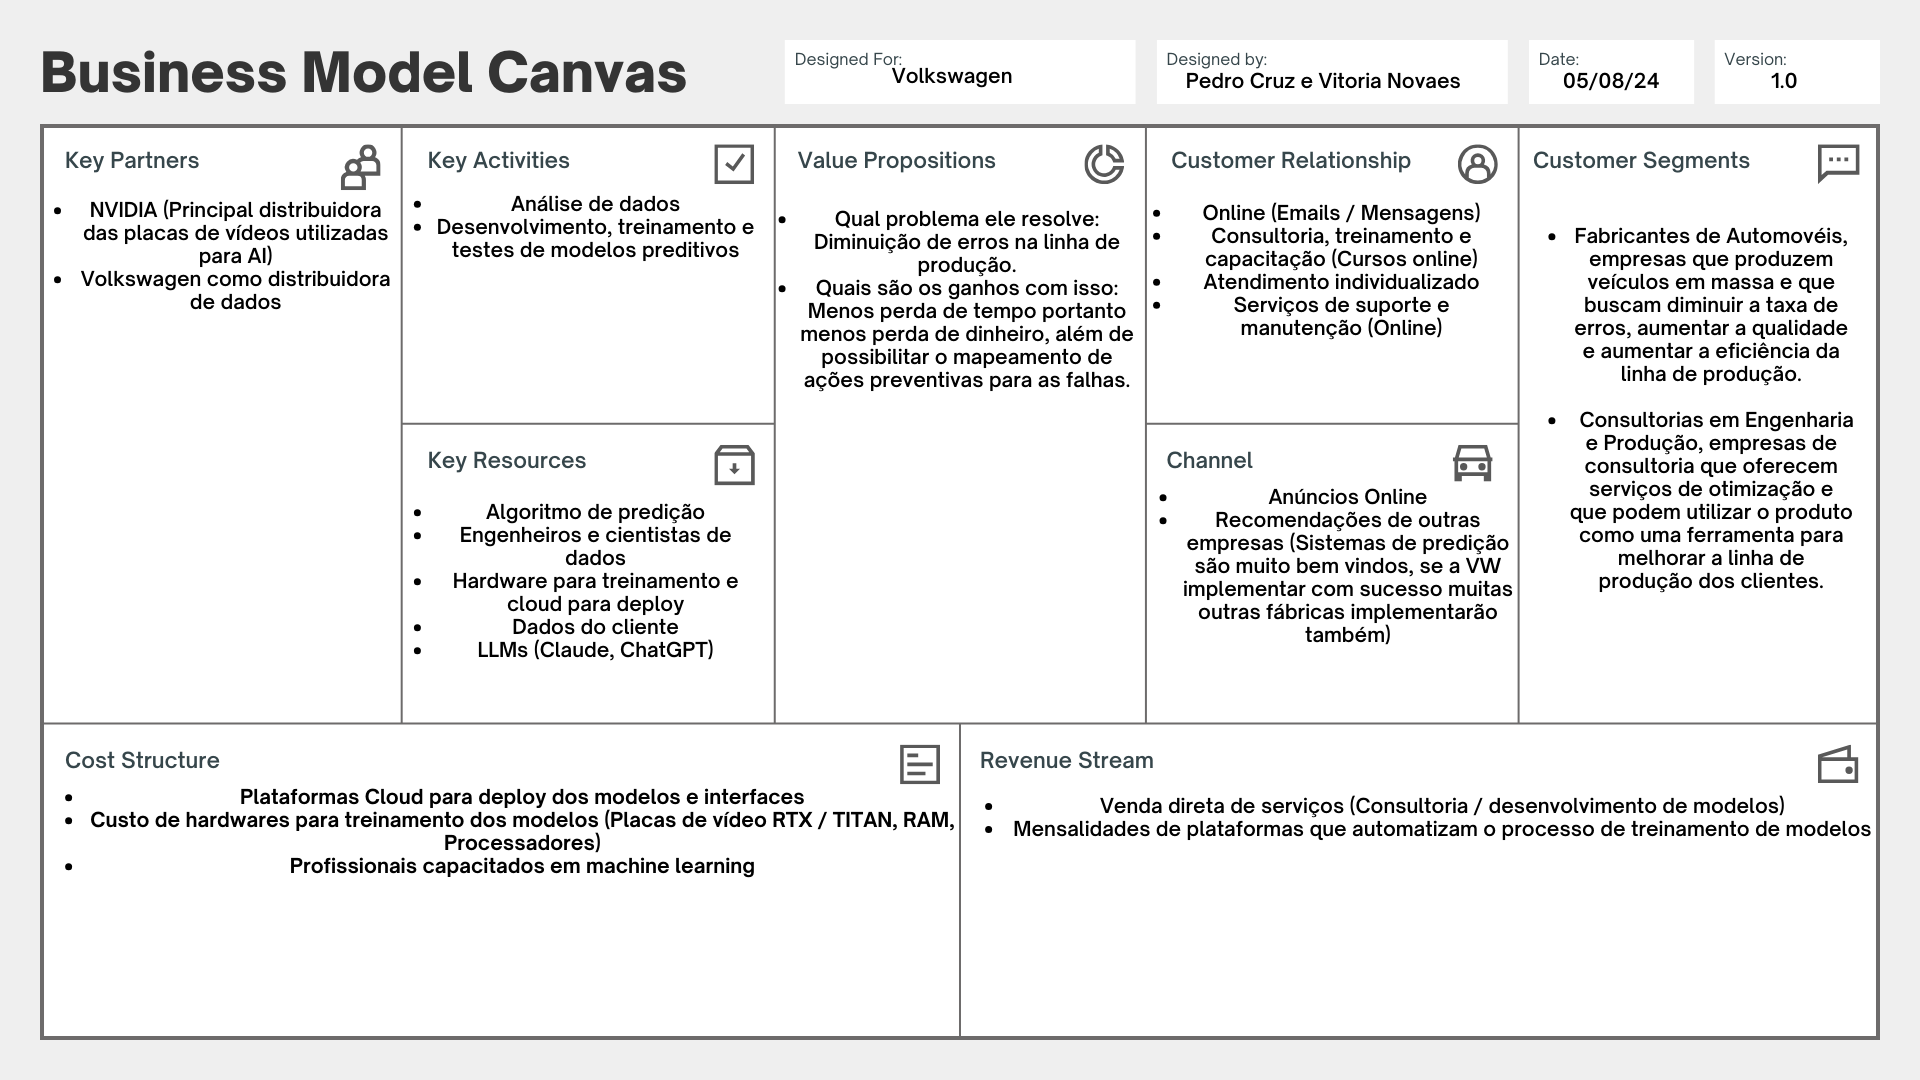 Business Model Canvas
Designed For:
Volkswagen
Designed by:
Pedro Cruz e Vitoria Novaes
Date:
05/08/24
Version:
1.0
Key Partners
• NVIDIA (Principal distribuidora
das placas de vídeos utilizadas
para AI)
• Volkswagen como distribuidora
de dados
Key Activities
• Análise de dados
• Desenvolvimento, treinamento e
testes de modelos preditivos
Key Resources
• Algoritmo de predição
• Engenheiros e cientistas de
dados
• Hardware para treinamento e
cloud para deploy
• Dados do cliente
• LLMs (Claude, ChatGPT)
Value Propositions
• Qual problema ele resolve:
Diminuição de erros na linha de
produção.
• Quais são os ganhos com isso:
Menos perda de tempo portanto
menos perda de dinheiro, além de
possibilitar o mapeamento de
ações preventivas para as falhas.
Customer Relationship
• Online (Emails / Mensagens)
• Consultoria, treinamento e
capacitação (Cursos online)
• Atendimento individualizado
• Serviços de suporte e
manutenção (Online)
Channel
• Anúncios Online
• Recomendações de outras
empresas (Sistemas de predição
são muito bem vindos, se a VW
implementar com sucesso muitas
outras fábricas implementarão
também)
Customer Segments
• Fabricantes de Automovéis,
empresas que produzem
veículos em massa e que
buscam diminuir a taxa de
erros, aumentar a qualidade
e aumentar a eficiência da
linha de produção.
• Consultorias em Engenharia
e Produção, empresas de
consultoria que oferecem
serviços de otimização e
que podem utilizar o produto
como uma ferramenta para
melhorar a linha de
produção dos clientes.
Cost Structure
• Plataformas Cloud para deploy dos modelos e interfaces
• Custo de hardwares para treinamento dos modelos (Placas de vídeo RTX / TITAN, RAM,
Processadores)
• Profissionais capacitados em machine learning
Revenue Stream
• Venda direta de serviços (Consultoria / desenvolvimento de modelos)
• Mensalidades de plataformas que automatizam o processo de treinamento de modelos